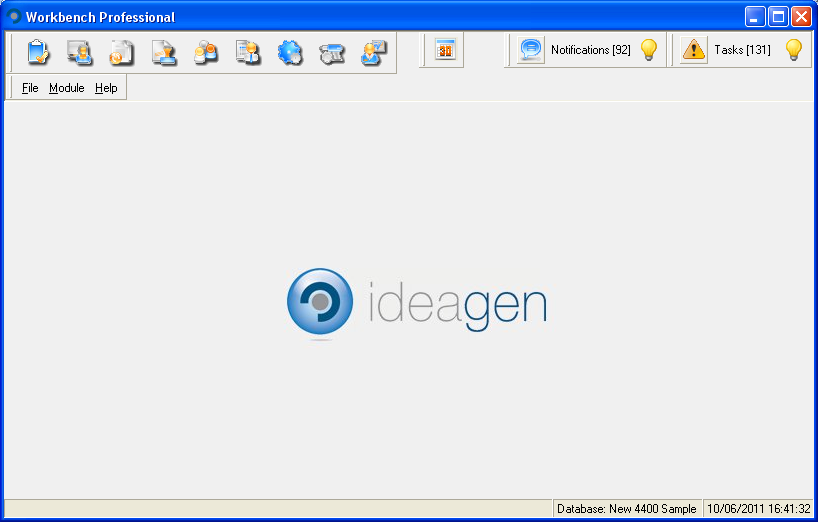 Workbench Professional
31
Notifications [92]
Tasks [131]
File Module Help
ideagen
Database: New 4400 Sample
10/06/2011 16:41:32